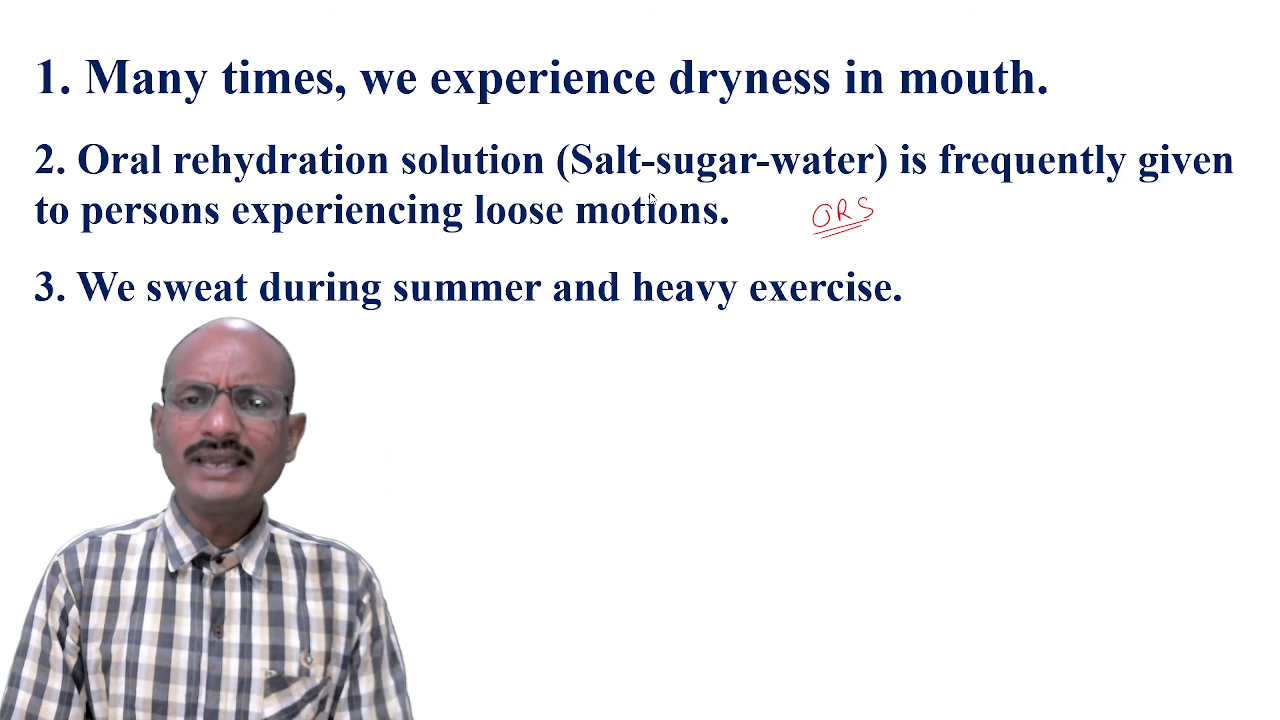 1. Many times, we experience dryness in mouth.
2. Oral rehydration solution (Salt-sugar-water) is frequently given
to persons experiencing loose motions.
ORS
3. We sweat during summer and heavy exercise.